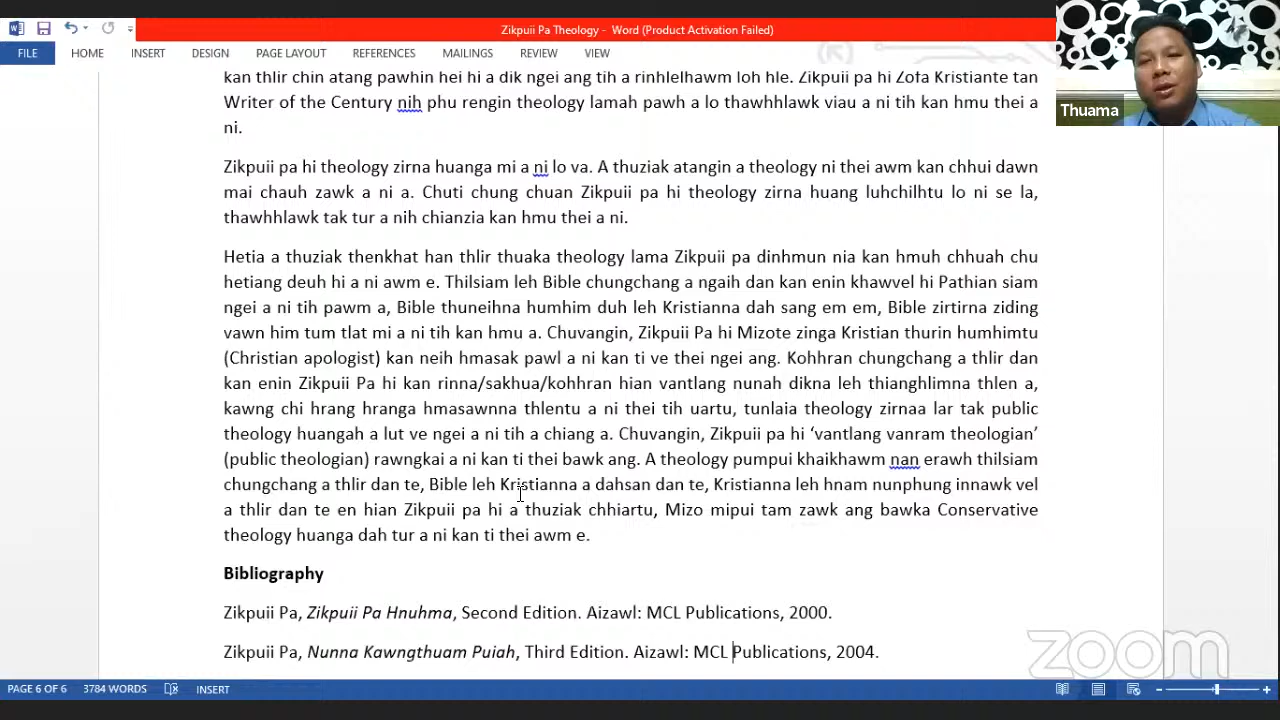 Zikpuii Pa Theology - Word (Product Activation Failed)
FILE HOME INSERT DESIGN PAGE LAYOUT REFERENCES MAILINGS REVIEW VIEW
Thuama
kan thlir chin atang pawhin hei hi a dik ngei ang tih a rinhlelhawm loh hle. Zikpuii pa hi Zofa Kristiante tan
Writer of the Century nih phu rengin theology lamah pawh a lo thawhhlawk viau a ni tih kan hmu thei a
ni.
Zikpuii pa hi theology zirna huanga mi a ni lo va. A thuziak atangin a theology ni thei awm kan chhui dawn
mai chauh zawk a ni a. Chuti chung chuan Zikpuii pa hi theology zirna huang luhchilhtu lo ni se la,
thawhhlawk tak tur a nih chianzia kan hmu thei a ni.
Hetia a thuziak thenkhat han thlir thuaka theology lama Zikpuii pa dinhmun nia kan hmuh chhuah chu
hetiang deuh hi a ni awm e. Thilsiam leh Bible chungchang a ngaih dan kan enin khawvel hi Pathian siam
ngei a ni tih pawm a, Bible thuneihna humhim duh leh Kristianna dah sang em em, Bible zirtirna ziding
vawn him tum tlat mi a ni tih kan hmu a. Chuvangin, Zikpuii Pa hi Mizote zinga Kristian thurin humhimtu
(Christian apologist) kan neih hmasak pawl a ni kan ti ve thei ngei ang. Kohhran chungchang a thlir dan
kan enin Zikpuii Pa hi kan rinna/sakhua/kohhran hian vantlang nunah dikna leh thianghlimna thlen a,
kawng chi hrang hranga hmasawnna thlentu a ni thei tih uartu, tunlaia theology zirnaa lar tak public
theology huangah a lut ve ngei a ni tih a chiang a. Chuvangin, Zikpuii pa hi ‘vantlang vanram theologian’
(public theologian) rawngkai a ni kan ti thei bawk ang. A theology pumpui khaikhawm nan erawh thilsiam
chungchang a thlir dan te, Bible leh Kristianna a dahsan dan te, Kristianna leh hnam nunphung innawk vel
a thlir dan te en hian Zikpuii pa hi a thuziak chhiartu, Mizo mipui tam zawk ang bawka Conservative
theology huanga dah tur a ni kan ti thei awm e.
Bibliography
Zikpuii Pa, Zikpuii Pa Hnuhma, Second Edition. Aizawl: MCL Publications, 2000.
Zikpuii Pa, Nunna Kawngthuam Puiah, Third Edition. Aizawl: MCL Publications, 2004.
zoom
PAGE 6 OF 6 3784 WORDS INSERT